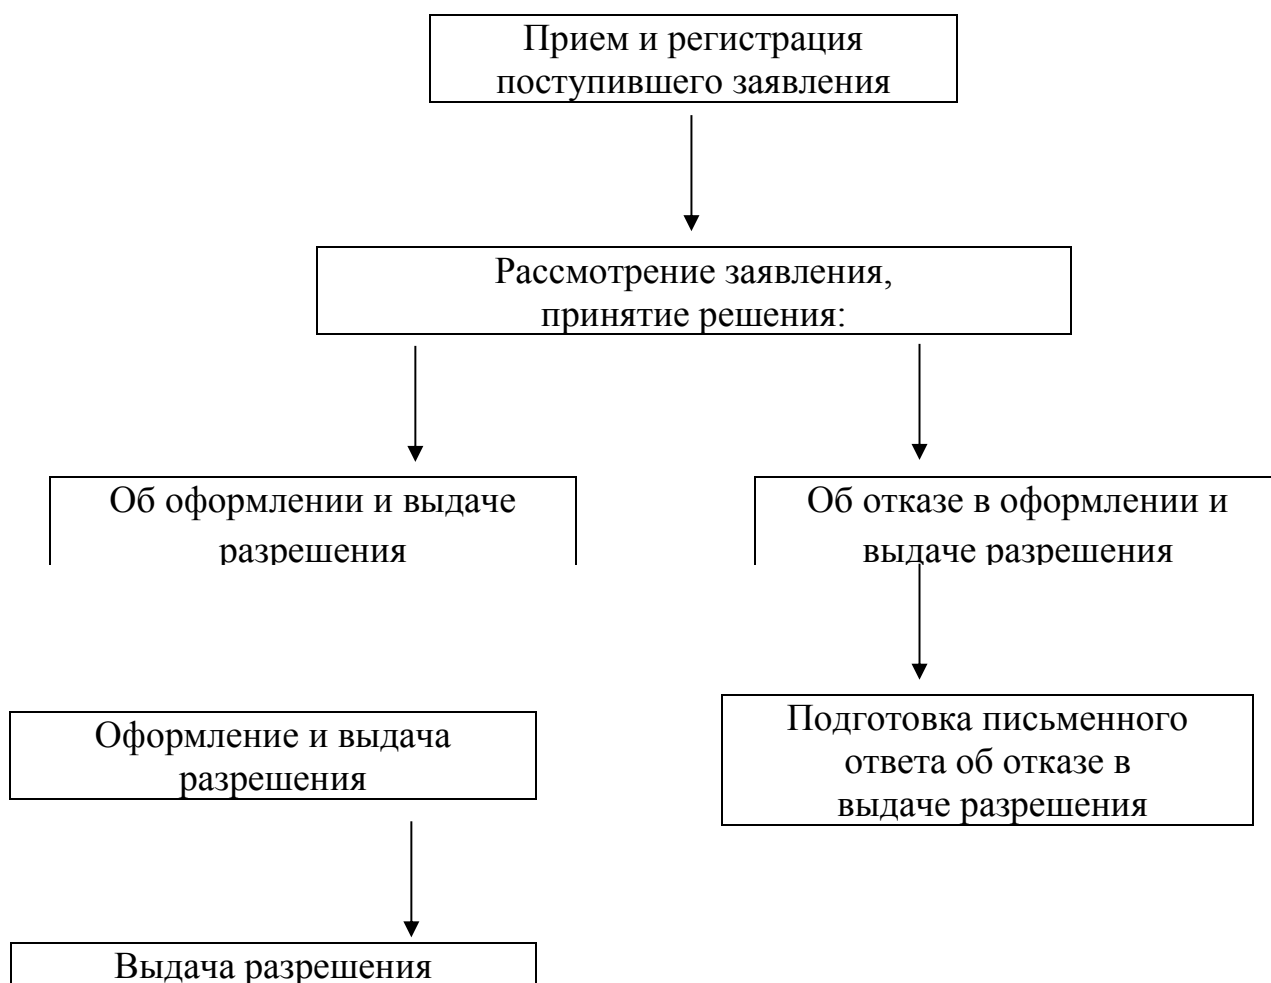 Прием и регистрация
поступившего заявления
Рассмотрение заявления,
принятие решения:
Об оформлении и выдаче
разрешения
Об отказе в оформлении и
выдаче разрешения
Оформление и выдача
разрешения
Подготовка письменного
ответа об отказе в
выдаче разрешения
Выдача разрешения